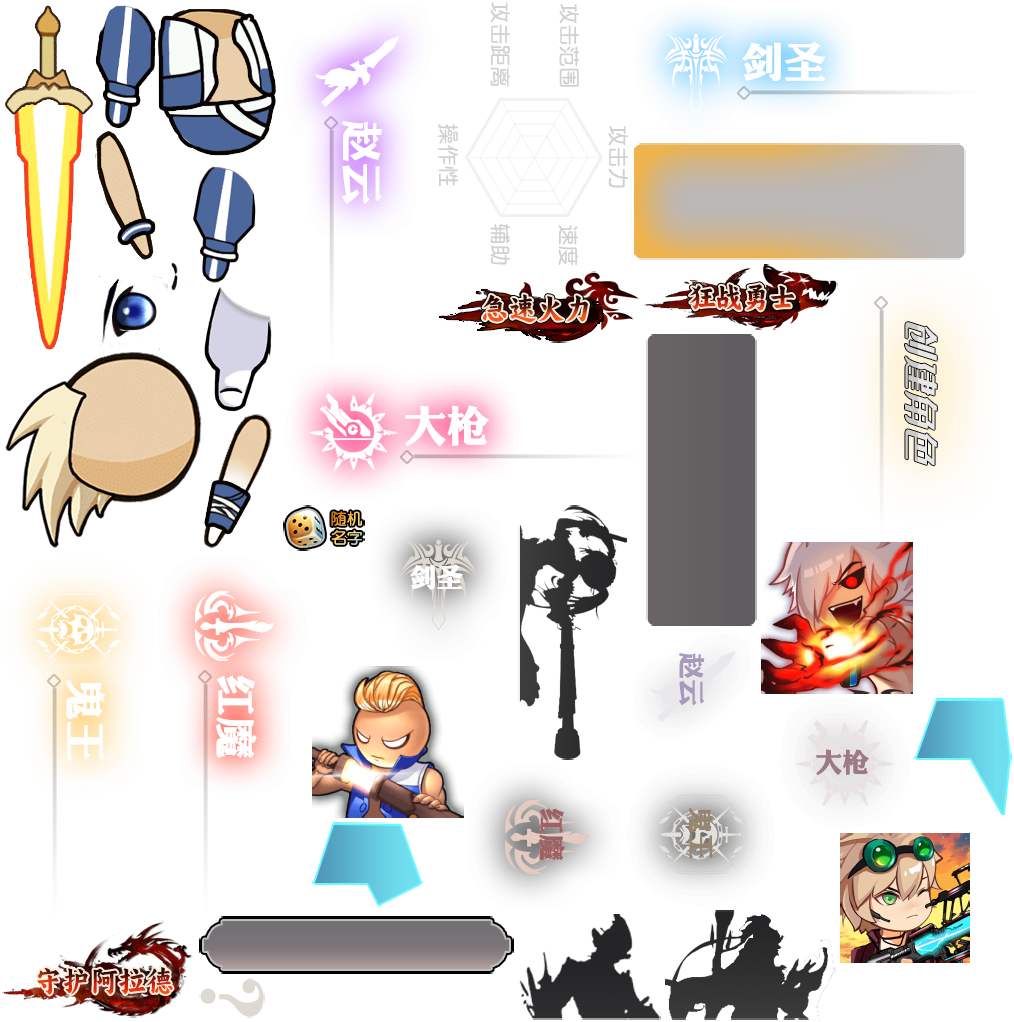 攻击距离
攻击范围
操作性
攻击力
辅助
速度
赵云
剑圣
急速火力
狂战勇士
创建角色
大枪
随机
名字
剑圣
鬼王
红魔
赵云
大枪
红魔
鬼王
守护阿拉德
?